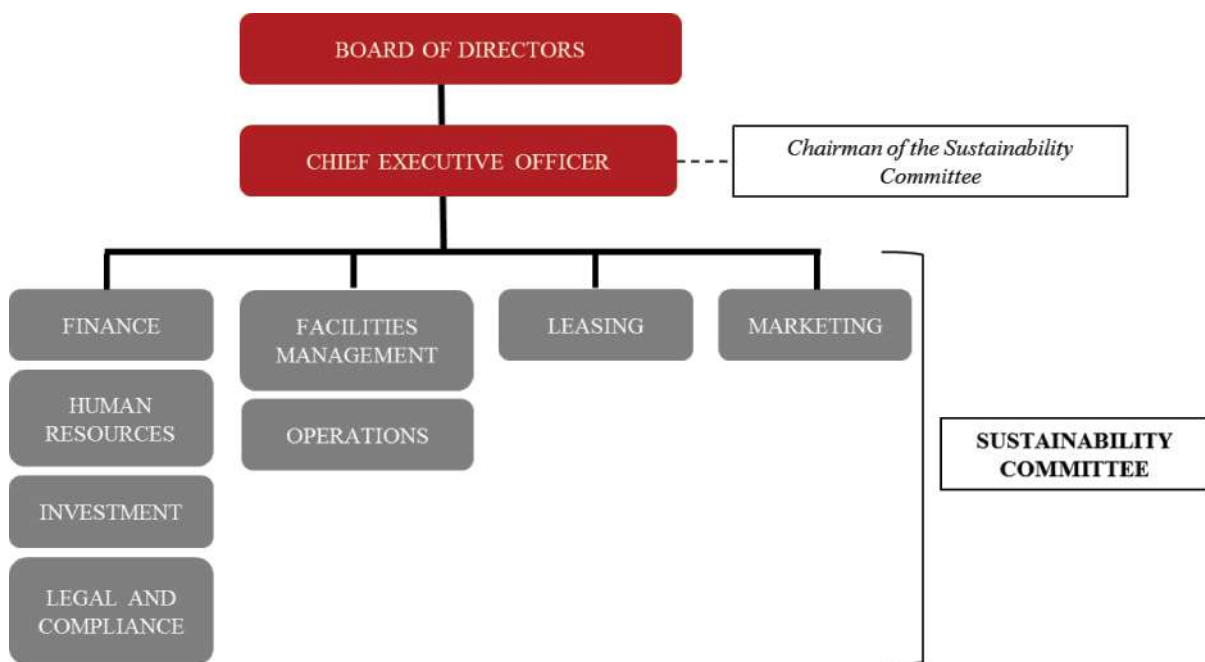 BOARD OF DIRECTORS
CHIEF EXECUTIVE OFFICER
Chairman of the Sustainability
Committee
FINANCE
FACILITIES
MANAGEMENT
LEASING
MARKETING
HUMAN
RESOURCES
OPERATIONS
SUSTAINABILITY
COMMITTEE
INVESTMENT
LEGAL AND
COMPLIANCE